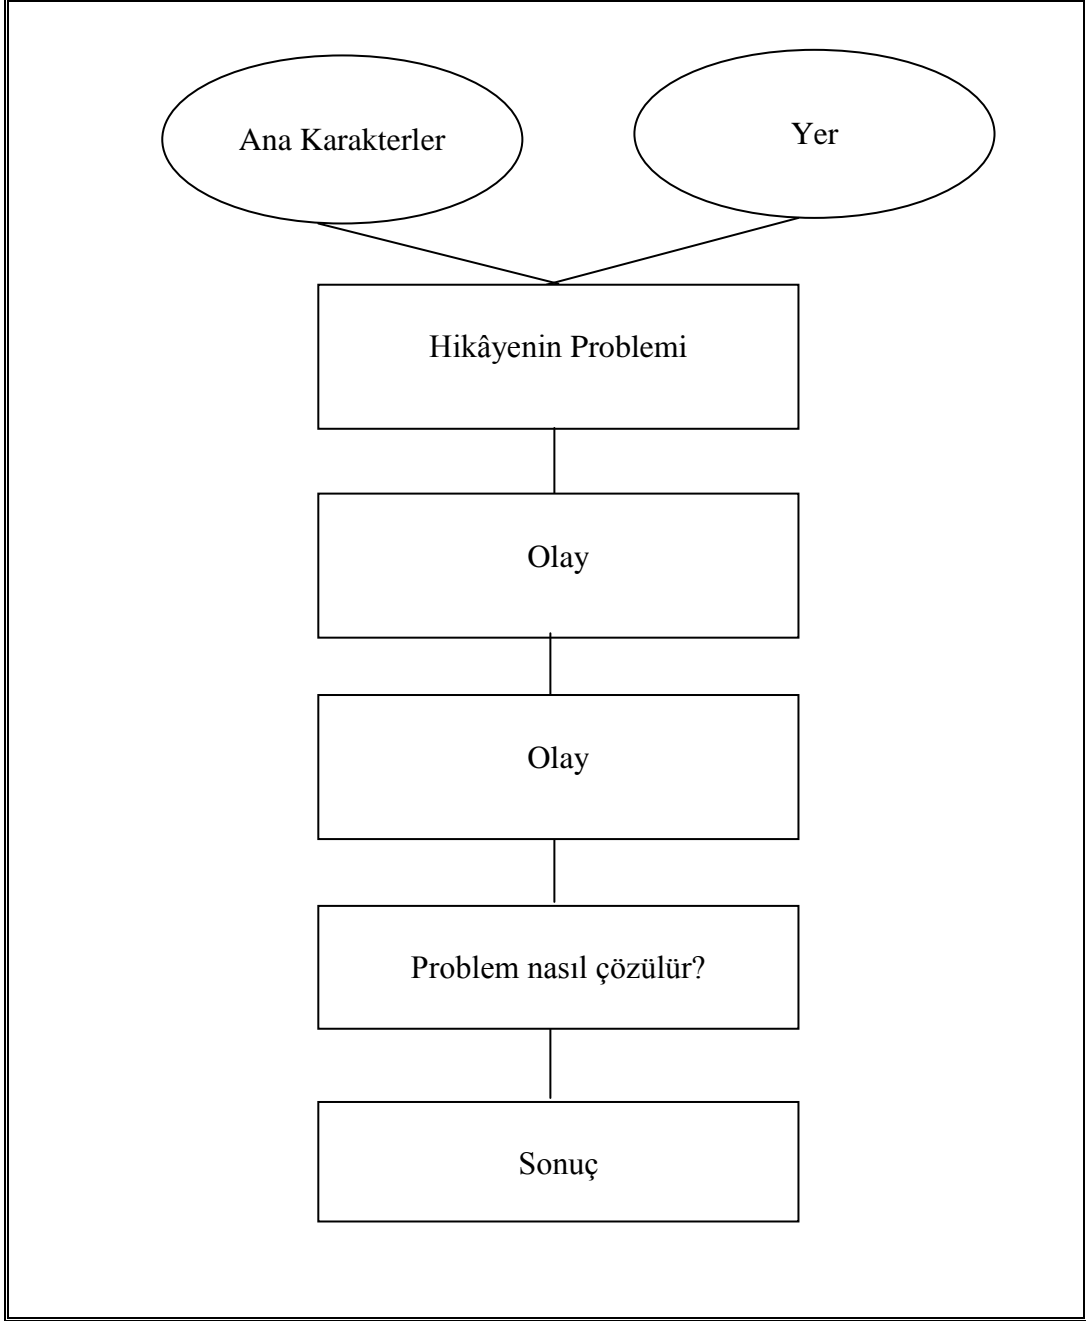 Ana Karakterler
Yer
Hikâyenin Problemi
Olay
Olay
Problem nasıl çözülür?
Sonuç